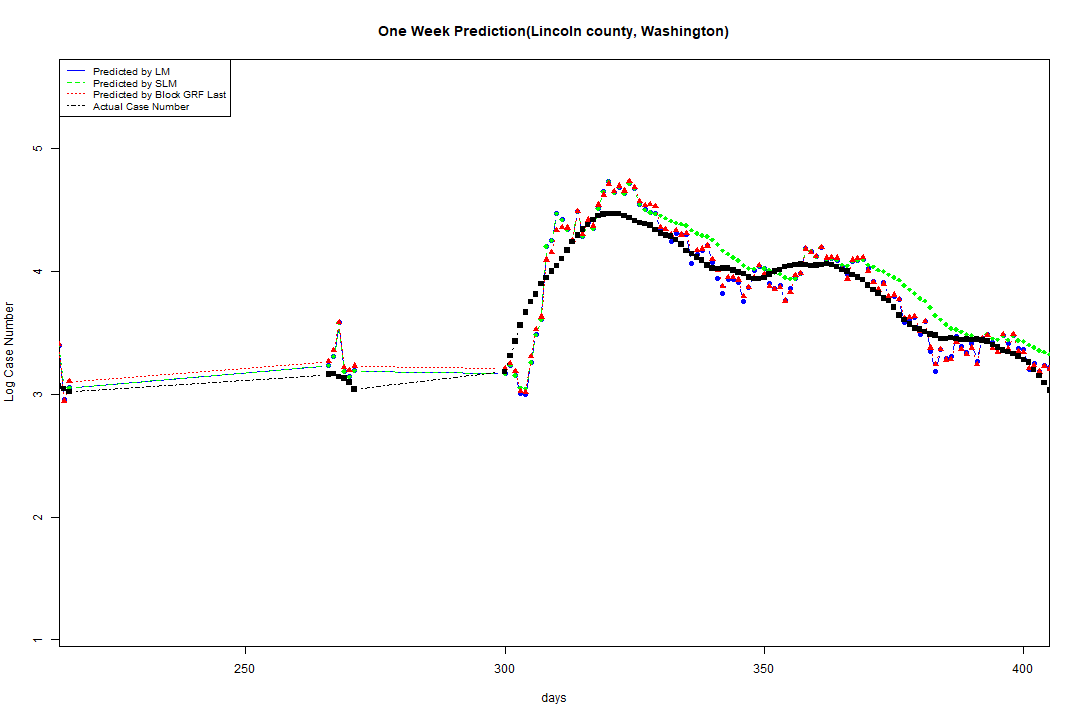 One Week Prediction(Lincoln county, Washington)
Predicted by LM
Predicted by SLM
Predicted by Block GRF Last
Actual Case Number
5
4
3
2
1
Log Case Number
250
300
350
400
days